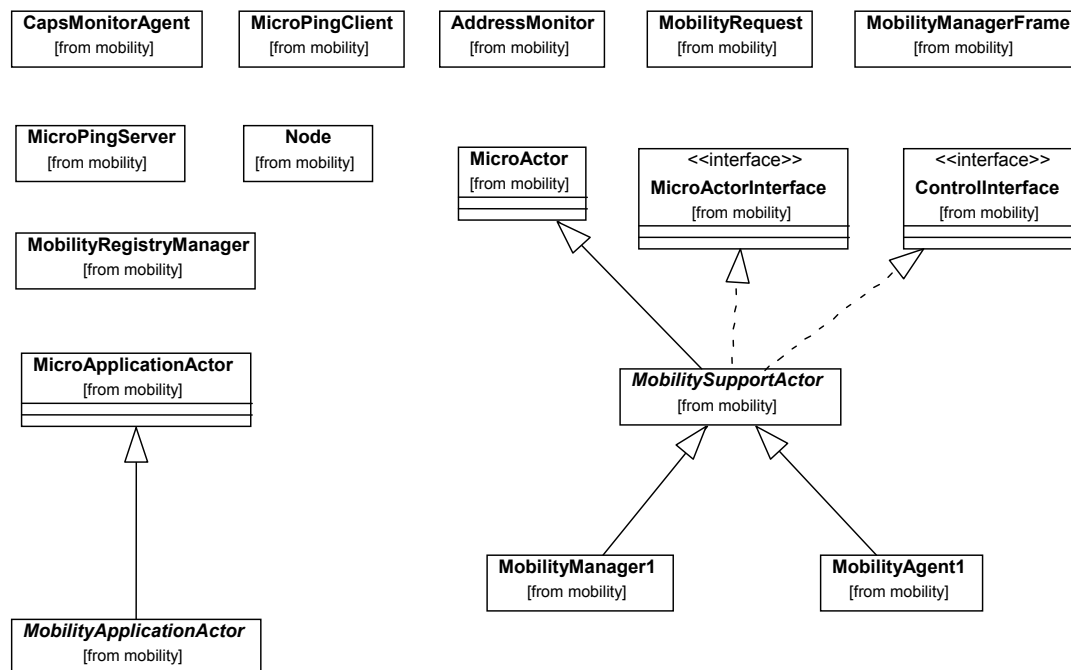 CapsMonitorAgent
[from mobility]
MicroPingClient
[from mobility]
AddressMonitor
[from mobility]
MobilityRequest
[from mobility]
MobilityManagerFrame
[from mobility]
MicroPingServer
[from mobility]
Node
[from mobility]
MicroActor
[from mobility]
<<interface>>
MicroActorInterface
[from mobility]
<<interface>>
ControlInterface
[from mobility]
MobilityRegistryManager
[from mobility]
MicroApplicationActor
[from mobility]
MobilitySupportActor
[from mobility]
MobilityManager1
[from mobility]
MobilityAgent1
[from mobility]
MobilityApplicationActor
[from mobility]